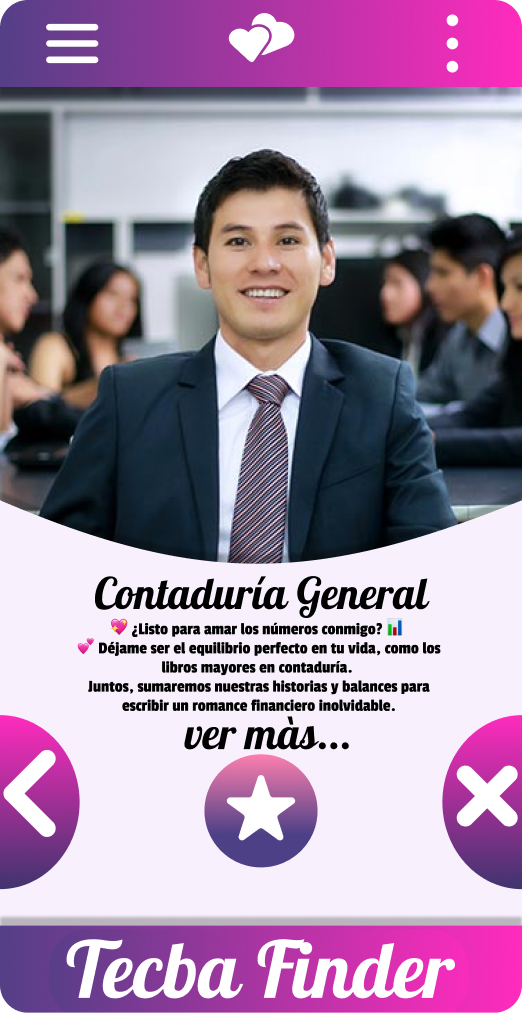 Contaduría General
💖 ¿Listo para amar los números conmigo? 📊
💕 Déjame ser el equilibrio perfecto en tu vida, como los
libros mayores en contaduría.
Juntos, sumaremos nuestras historias y balances para
escribir un romance financiero inolvidable.
ver màs...
Tecba Finder